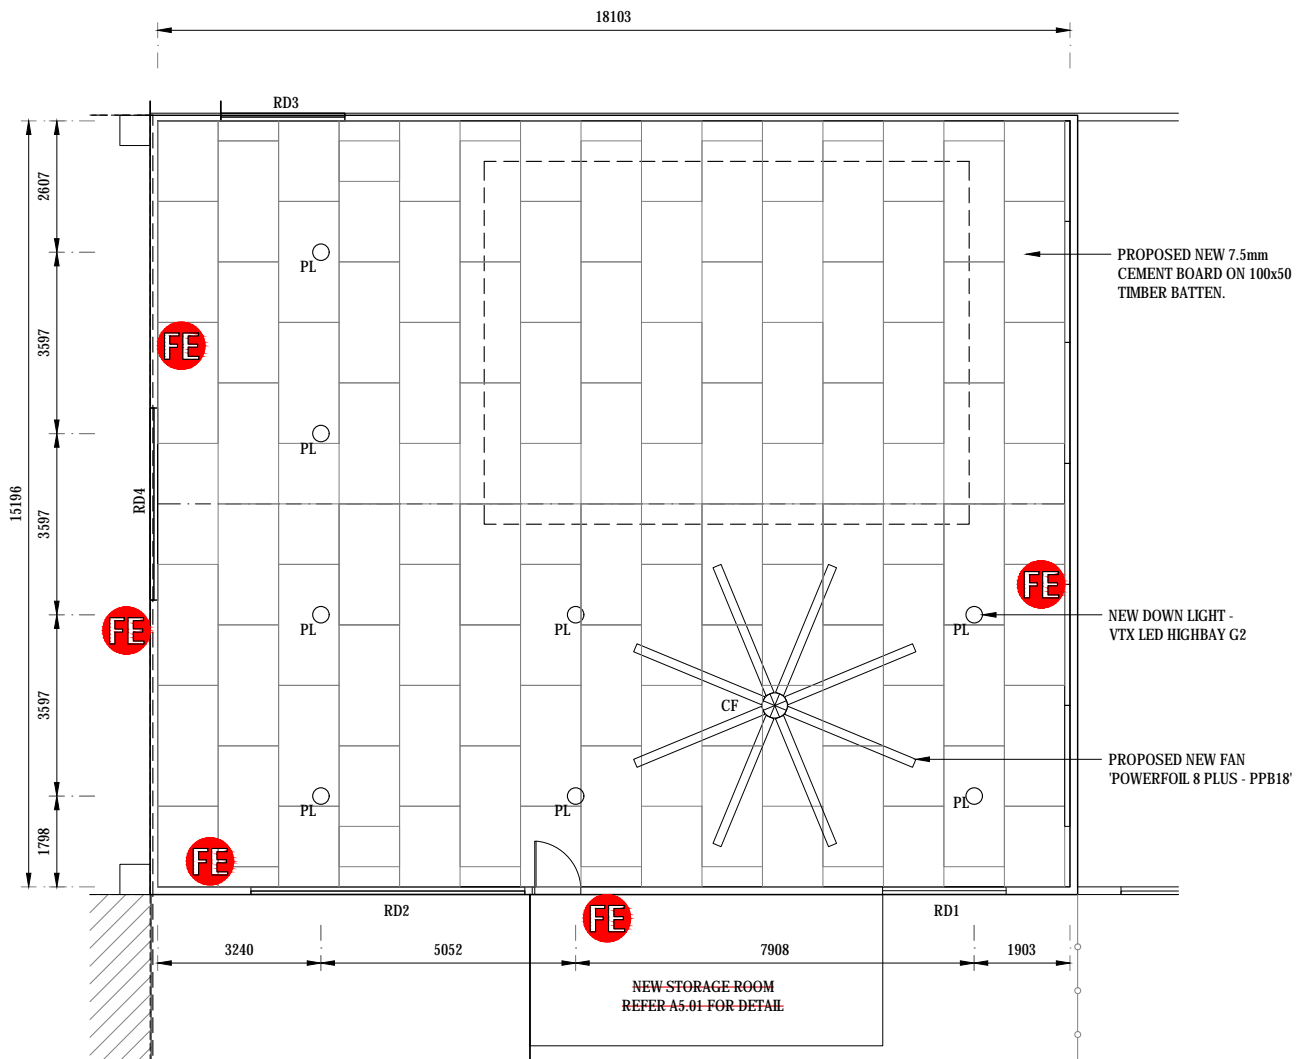 18103
RD3
2607
PL
PROPOSED NEW 7.5mm
CEMENT BOARD ON 100x50
TIMBER BATTEN.
3597
FE
PL
15196
RD4
3597
FE
FE
PL
PL
PL
NEW DOWN LIGHT -
VTX LED HIGHBAY G2
3597
CF
PROPOSED NEW FAN
'POWERFOIL 8 PLUS - PPB18'
PL
PL
PL
1798
FE
FE
RD2
RD1
3240
5052
7908
1903
NEW STORAGE ROOM
REFER A5.01 FOR DETAIL